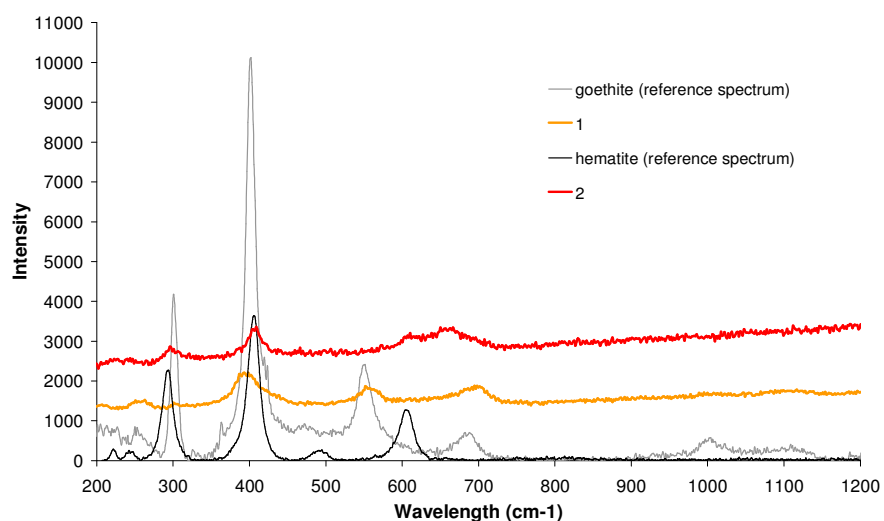 11000
10000
9000
8000
7000
6000
5000
4000
3000
2000
1000
0
Intensity
goethite (reference spectrum)
1
hematite (reference spectrum)
2
200 300 400 500 600 700 800 900 1000 1100 1200
Wavelength (cm-1)